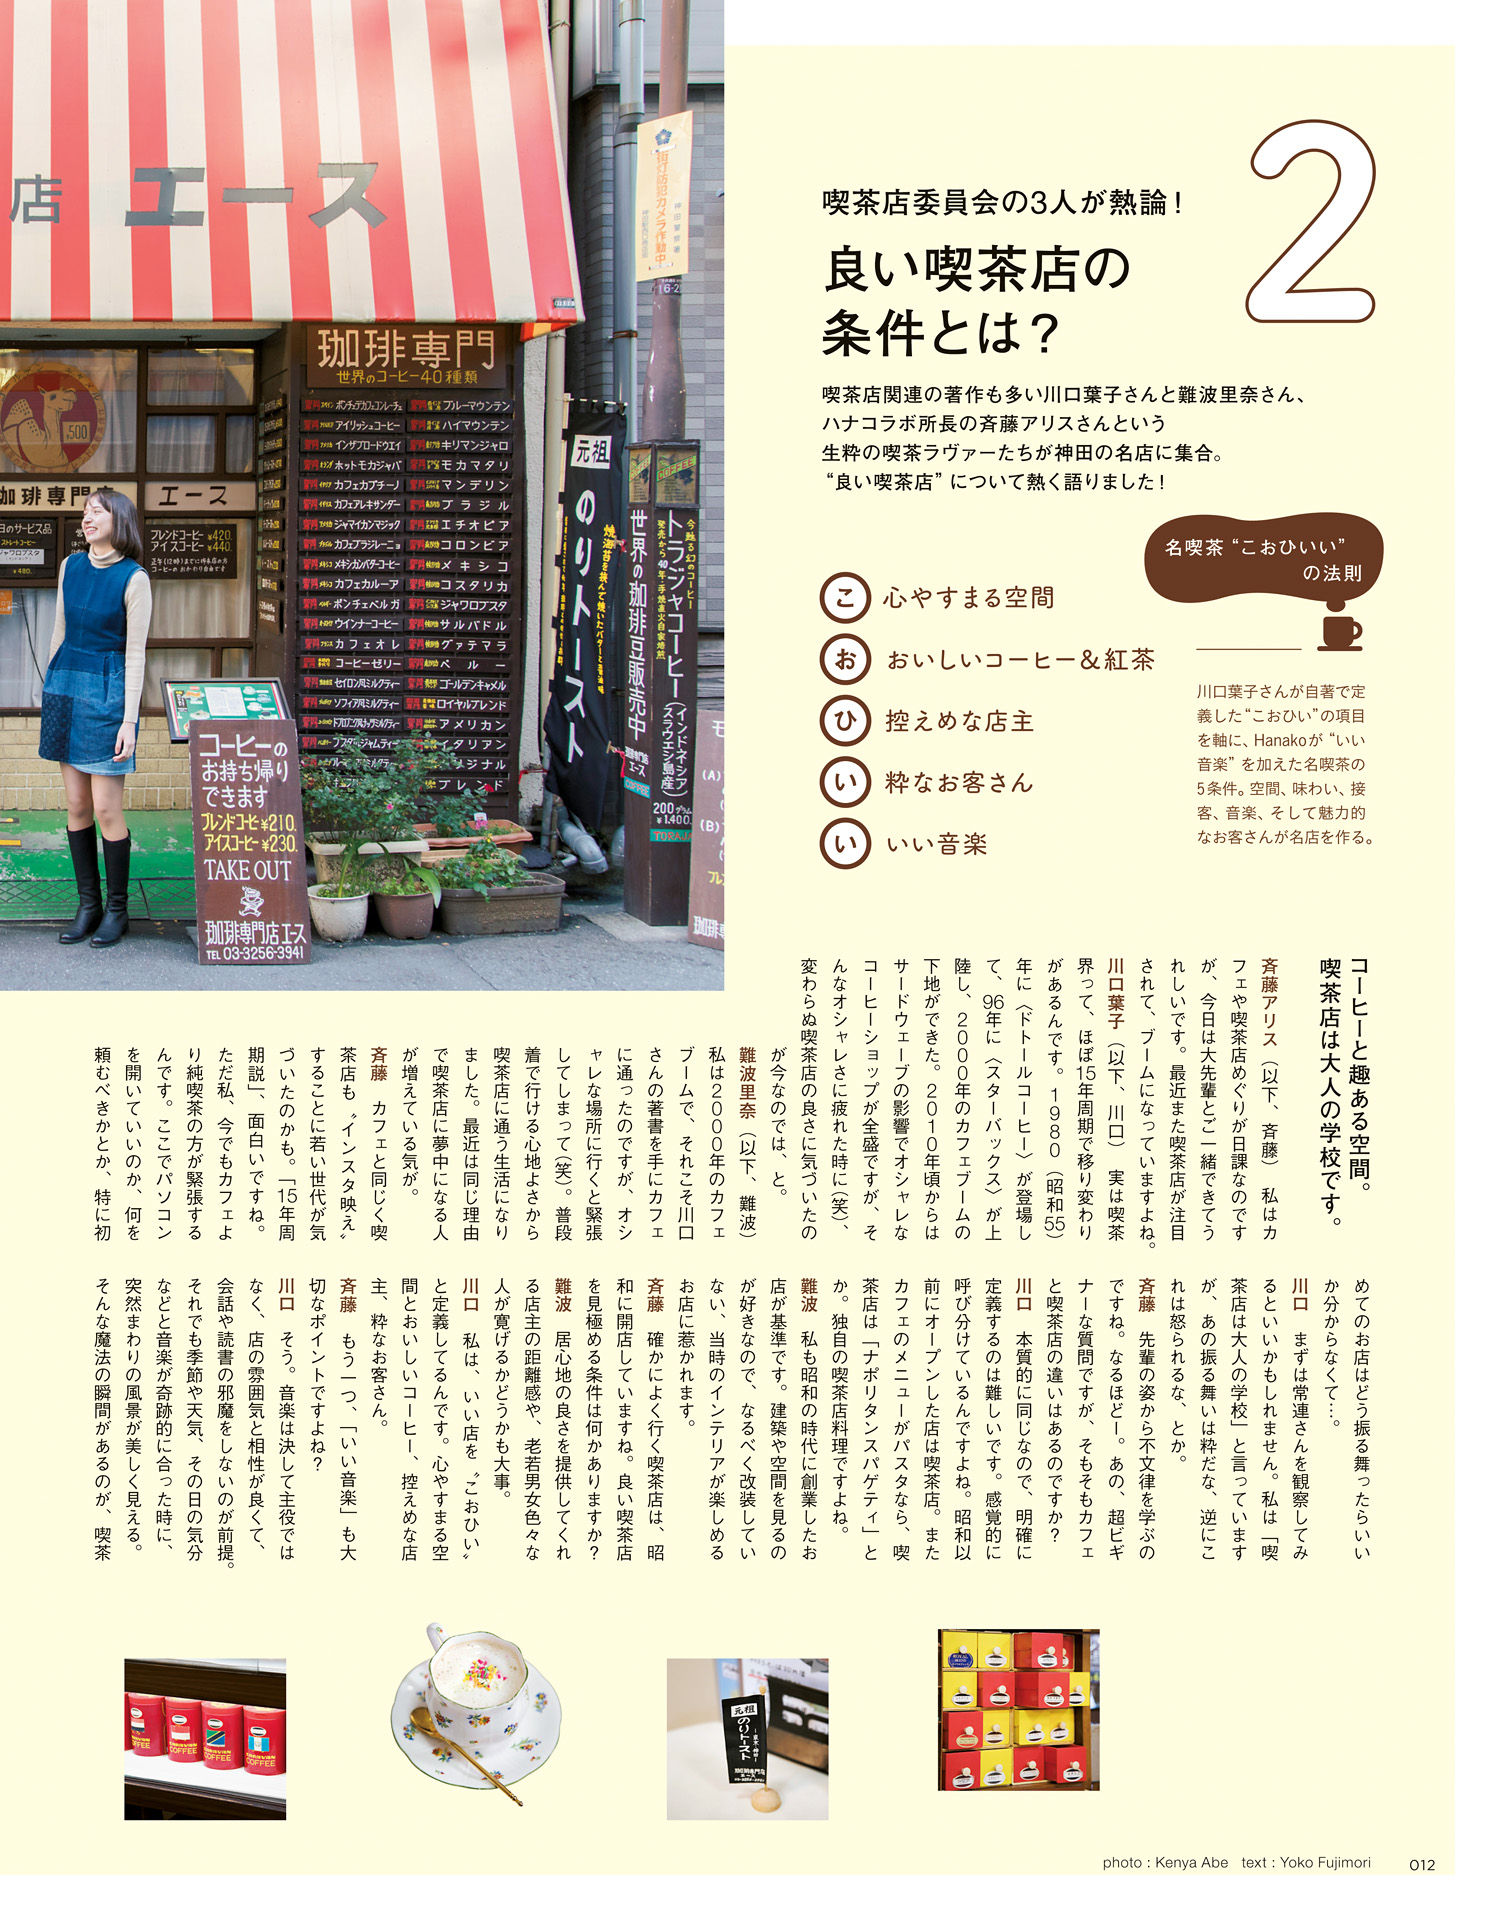 喫茶店委員会の3人が熱論！
2
良い喫茶店の
条件とは？
喫茶店関連の著作も多い川口葉子さんと難波里奈さん、
ハナコラボ所長の斉藤アリスさんという
生粋の喫茶ラヴァーたちが神田の名店に集合。
“良い喫茶店” について熱く語りました！
名喫茶 “こおひいい”
の法則
こ 心やすまる空間
お おいしいコーヒー＆紅茶
ひ 控えめな店主
い 粋なお客さん
い いい音楽
川口葉子さんが自著で定
義した“こおひい”の項目
を軸に、Hanakoが “いい
音楽” を加えた名喫茶の
5条件。空間、味わい、接
客、音楽、そして魅力的
なお客さんが名店を作る。
コーヒーと趣ある空間。
喫茶店は大人の学校です。
斉藤アリス（以下、斉藤）　私はカ
フェや喫茶店めぐりが日課なのです
が、今日は大先輩とご一緒できてう
れしいです。最近また喫茶店が注目
されて、ブームになっていますよね。
川口葉子（以下、川口）　実は喫茶
界って、ほぼ15年周期で移り変わり
があるんです。1980（昭和55）
年に〈ドトールコーヒー〉が登場し
て、96年に〈スターバックス〉が上
陸し、2000年のカフェブームの
下地ができた。2010年頃からは
サードウェーブの影響でオシャレな
コーヒーショップが全盛ですが、そ
んなオシャレさに疲れた時に（笑）、
変わらぬ喫茶店の良さに気づいたの
が今なのでは、と。
難波里奈（以下、難波）
私は2000年のカフェ
ブームで、それこそ川口
さんの著書を手にカフェ
に通ったのですが、オシ
ャレな場所に行くと緊張
してしまって（笑）。普段
着で行ける心地よさから
喫茶店に通う生活になり
ました。最近は同じ理由
で喫茶店に夢中になる人
が増えている気が。
斉藤　カフェと同じく喫
茶店も〝インスタ映え〟
することに若い世代が気
づいたのかも。「15年周
期説」、面白いですね。
ただ私、今でもカフェよ
り純喫茶の方が緊張する
んです。ここでパソコン
を開いていいのか、何を
頼むべきかとか、特に初
めてのお店はどう振る舞ったらいい
か分からなくて…。
川口　まずは常連さんを観察してみ
るといいかもしれません。私は「喫
茶店は大人の学校」と言っています
が、あの振る舞いは粋だな、逆にこ
れは怒られるな、とか。
斉藤　先輩の姿から不文律を学ぶの
ですね。なるほどー。あの、超ビギ
ナーな質問ですが、そもそもカフェ
と喫茶店の違いはあるのですか？
川口　本質的に同じなので、明確に
定義するのは難しいです。感覚的に
呼び分けているんですよね。昭和以
前にオープンした店は喫茶店。また
カフェのメニューがパスタなら、喫
茶店は「ナポリタンスパゲティ」と
か。独自の喫茶店料理ですよね。
難波　私も昭和の時代に創業したお
店が基準です。建築や空間を見るの
が好きなので、なるべく改装してい
ない、当時のインテリアが楽しめる
お店に惹かれます。
斉藤　確かによく行く喫茶店は、昭
和に開店していますね。良い喫茶店
を見極める条件は何かありますか？
難波　居心地の良さを提供してくれ
る店主の距離感や、老若男女色々な
人が寛げるかどうかも大事。
川口　私は、いい店を〝こおひい〟
と定義してるんです。心やすまる空
間とおいしいコーヒー、控えめな店
主、粋なお客さん。
斉藤　もう一つ、「いい音楽」も大
切なポイントですよね？
川口　そう。音楽は決して主役では
なく、店の雰囲気と相性が良くて、
会話や読書の邪魔をしないのが前提。
それでも季節や天気、その日の気分
などと音楽が奇跡的に合った時に、
突然まわりの風景が美しく見える。
そんな魔法の瞬間があるのが、喫茶
店 エース
珈琲専門
世界のコーヒー40種類
ブルーマウンテン
アイリッシュコーヒー
ハイマウンテン
インザブロードウェイ
キリマンジャロ
ホットモカジャバ
モカマタリ
カフェカプチーノ
マンデリン
カフェアレキサンダー
ブラジル
ジャマイカンマジック
エチオピア
カフェブラジレーニョ
コロンビア
メキシカンバターコーヒー
メキシコ
カフェカルーア
コスタリカ
ボンチェベルガ
ジャワロブスタ
ウインナーコーヒー
サルバドル
カフェオレ
グァテマラ
コーヒーゼリー
ペルー
セイロン風ミルクティー
ゴールデンキャメル
ソフィア風ミルクティー
ロイヤルブレンド
アメリカン
イタリアン
ブレンド
500
珈琲専門
エース
ブレンドコーヒー ¥420.
アイスコーヒー ¥440.
¥480.
コーヒーの
お持ち帰り
できます
ブレンドコーヒー ¥210.
アイスコーヒー ¥230.
TAKE OUT
珈琲専門店エース
TEL 03-3256-3941
元祖
のりトースト
焼海苔を挟んで焼いたバターと醤油味
世界の珈琲豆販売中
COFFEE
今甦る幻のコーヒー
トラジャコーヒー（インドネシア
スラウェシ島産）
200グラム
¥1,400.
TORAJA
街灯防犯カメラ作動中
神田警察署
16-2
(A)
(B)
CARAVAN
COFFEE
元祖
のりトースト
東京・神田
珈琲専門店
エース
photo : Kenya Abe　text : Yoko Fujimori
012